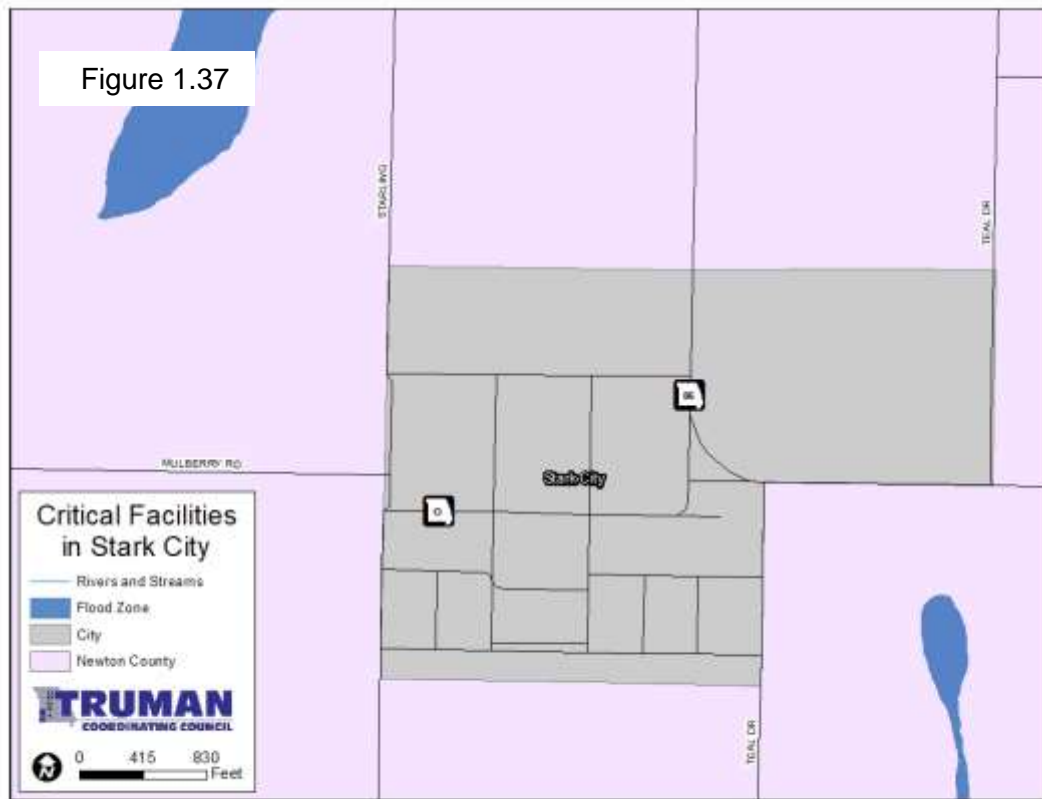 Figure 1.37
STARLING
TEAL DR
86
MULBERRY RD
Stark City
O
Critical Facilities
in Stark City
Rivers and Streams
Flood Zone
City
Newton County
TRUMAN
COORDINATING COUNCIL
0 415 830
Feet
TEAL DR
N